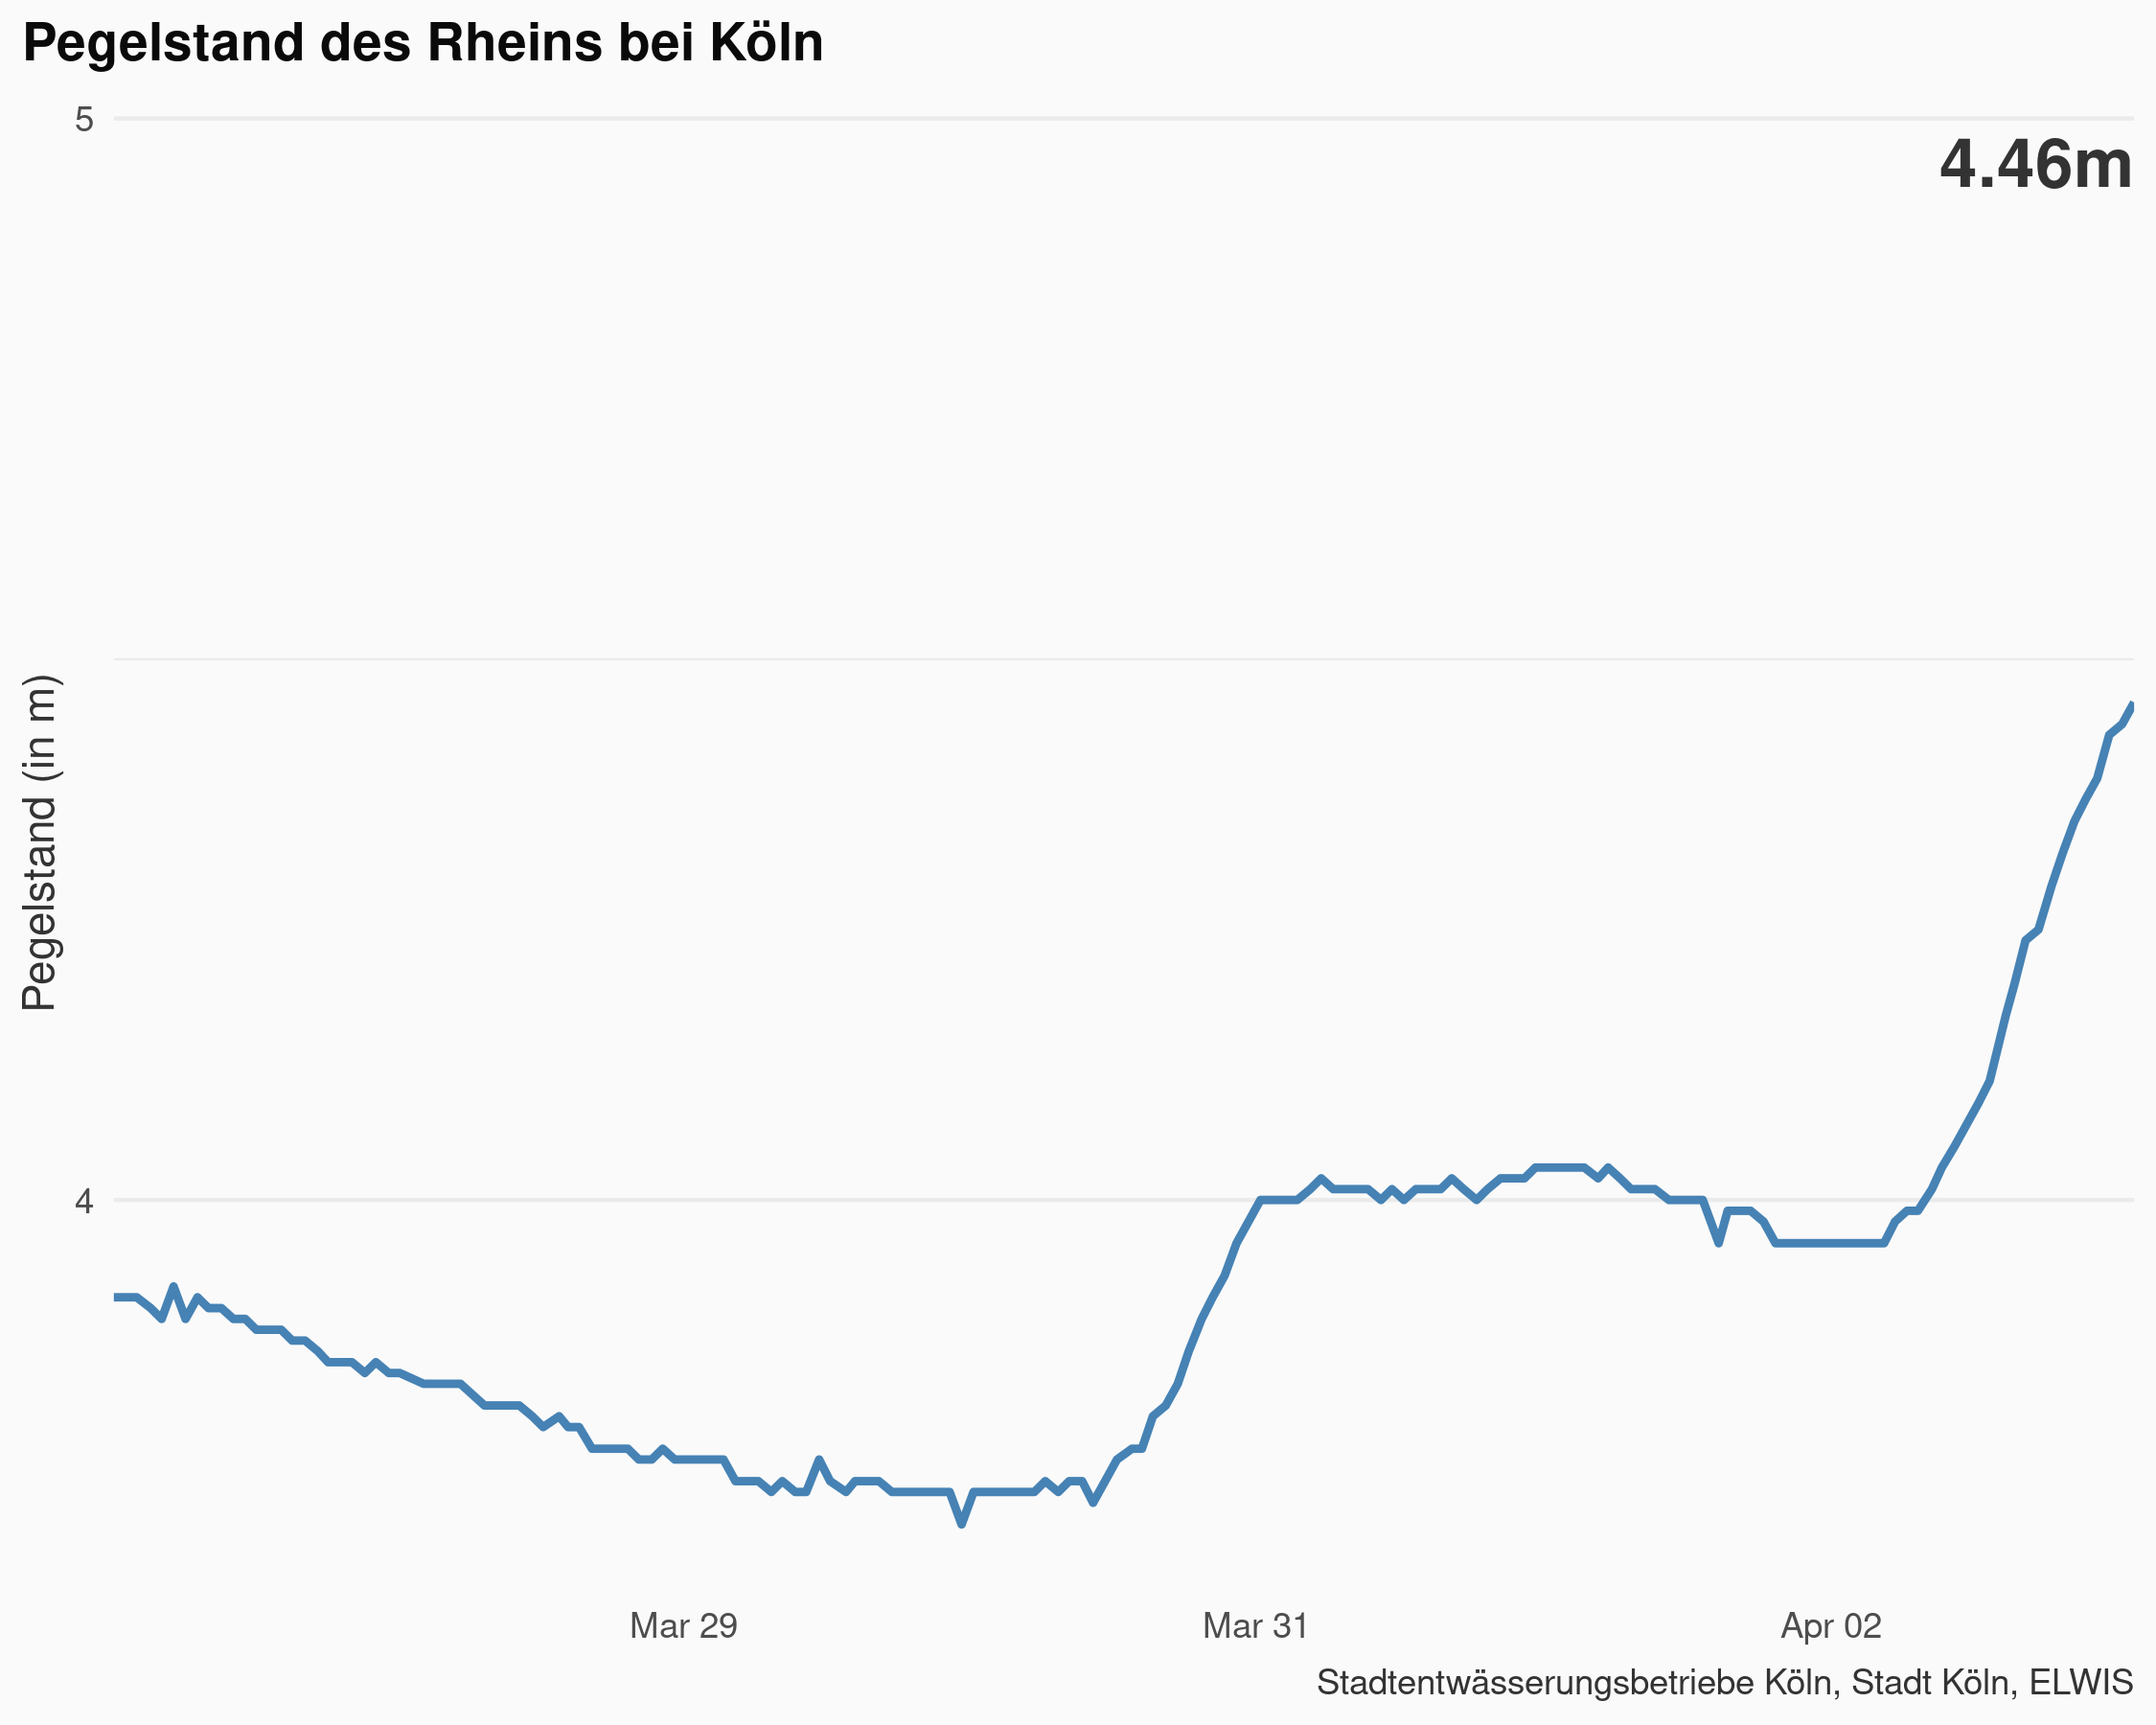 Pegelstand des Rheins bei Köln
5
4.46m
Pegelstand (in m)
4
Mar 29
Mar 31
Apr 02
Stadtentwässerungsbetriebe Köln, Stadt Köln, ELWIS